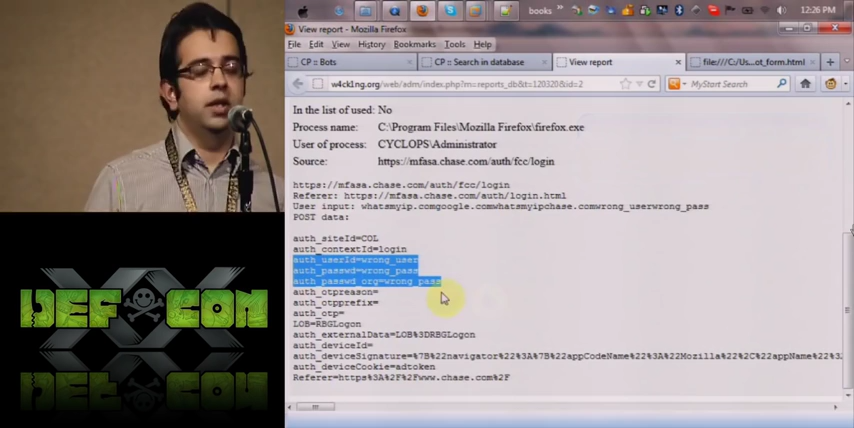 12:26 PM
books
View report - Mozilla Firefox
File Edit View History Bookmarks Tools Help
CP :: Bots
CP :: Search in database
View report
file:///C:/Us...ot_form.html
w4ck1ng.org/web/adm/index.php?m=reports_db&t=120320&id=2
MyStart Search
In the list of used: No
Process name: C:\Program Files\Mozilla Firefox\firefox.exe
User of process: CYCLOPS\Administrator
Source: https://mfasa.chase.com/auth/fcc/login
https://mfasa.chase.com/auth/fcc/login
Referer: https://mfasa.chase.com/auth/login.html
User input: whatsmyip.comgoogle.comwhatsmyipchase.comwrong_userwrong_pass
POST data:
auth_siteId=COL
auth_contextId=login
auth_userId=wrong_user
auth_passwd=wrong_pass
auth_passwd_org=wrong_pass
auth_otpreason=
auth_otpprefix=
auth_otp=
LOB=RBGLogon
auth_externalData=LOB%3DRBGLogon
auth_deviceId=
auth_deviceSignature=%7B%22navigator%22%3A%7B%22appCodeName%22%3A%22Mozilla%22%2C%22appName%22%3
auth_deviceCookie=adtoken
Referer=https%3A%2F%2Fwww.chase.com%2F
DEF CON
XX